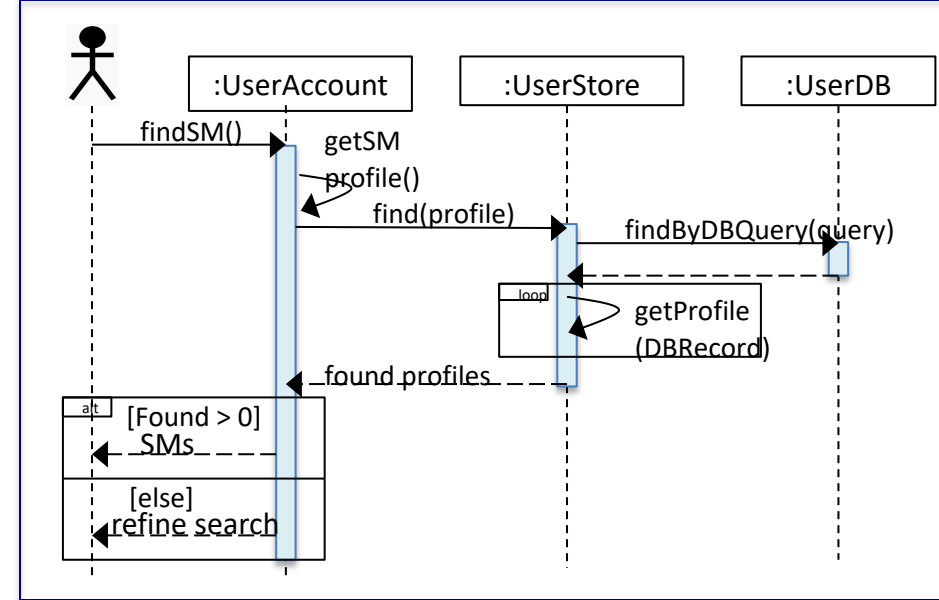 :UserAccount
:UserStore
:UserDB
findSM()
getSM
profile()
find(profile)
findByDBQuery(query)
loop
getProfile
(DBRecord)
found profiles
alt
[Found > 0]
SMs
[else]
refine search